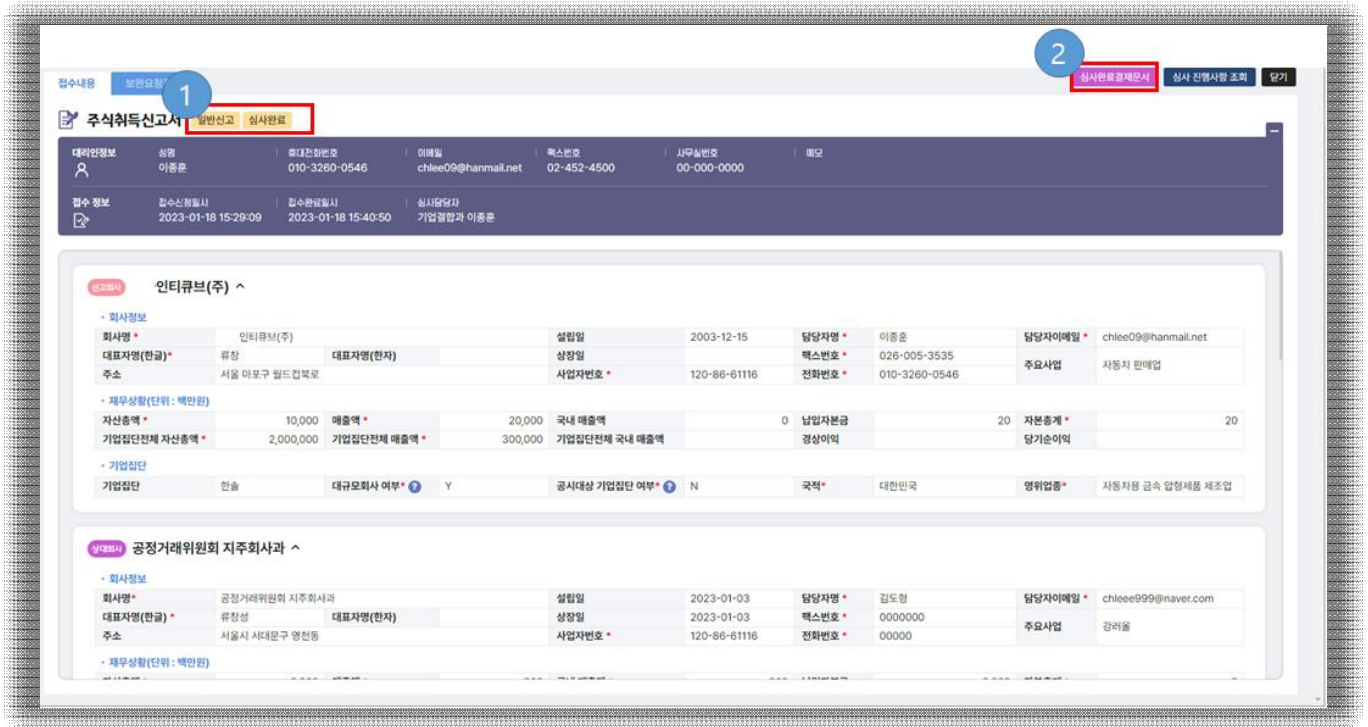 2
접수내용 보완요청 심사완료결재문서 심사 진행사항 조회 닫기
1
주식취득신고서 일반신고 심사완료
대리인정보 성명 휴대전화번호 이메일 팩스번호 사무실번호 메모
이종훈 010-3260-0546 chlee09@hanmail.net 02-452-4500 00-000-0000
접수 정보 접수신청일시 접수완료일시 심사담당자
2023-01-18 15:29:09 2023-01-18 15:40:50 기업결합과 이종훈
신고회사 인티큐브(주)
· 회사정보
회사명 * 인티큐브(주) 설립일 2003-12-15 담당자명 * 이종훈 담당자이메일 * chlee09@hanmail.net
대표자명(한글)* 류창 대표자명(한자) 상장일 팩스번호 * 026-005-3535 주요사업 자동차 판매업
주소 서울 마포구 월드컵북로 사업자번호 * 120-86-61116 전화번호 * 010-3260-0546
· 재무상황(단위 : 백만원)
자산총액 * 10,000 매출액 * 20,000 국내 매출액 0 납입자본금 20 자본총계 * 20
기업집단전체 자산총액 * 2,000,000 기업집단전체 매출액 * 300,000 기업집단전체 국내 매출액 경상이익 당기순이익
· 기업집단
기업집단 한솔 대규모회사 여부* ? Y 공시대상 기업집단 여부* ? N 국적* 대한민국 영위업종* 자동차용 금속 압형제품 제조업
상대회사 공정거래위원회 지주회사과
· 회사정보
회사명* 공정거래위원회 지주회사과 설립일 2023-01-03 담당자명 * 김도형 담당자이메일 * chleee999@naver.com
대표자명(한글) * 류창성 대표자명(한자) 상장일 2023-01-03 팩스번호 * 0000000 주요사업 강러올
주소 서울시 서대문구 영천동 사업자번호 * 120-86-61116 전화번호 * 00000
· 재무상황(단위 : 백만원)